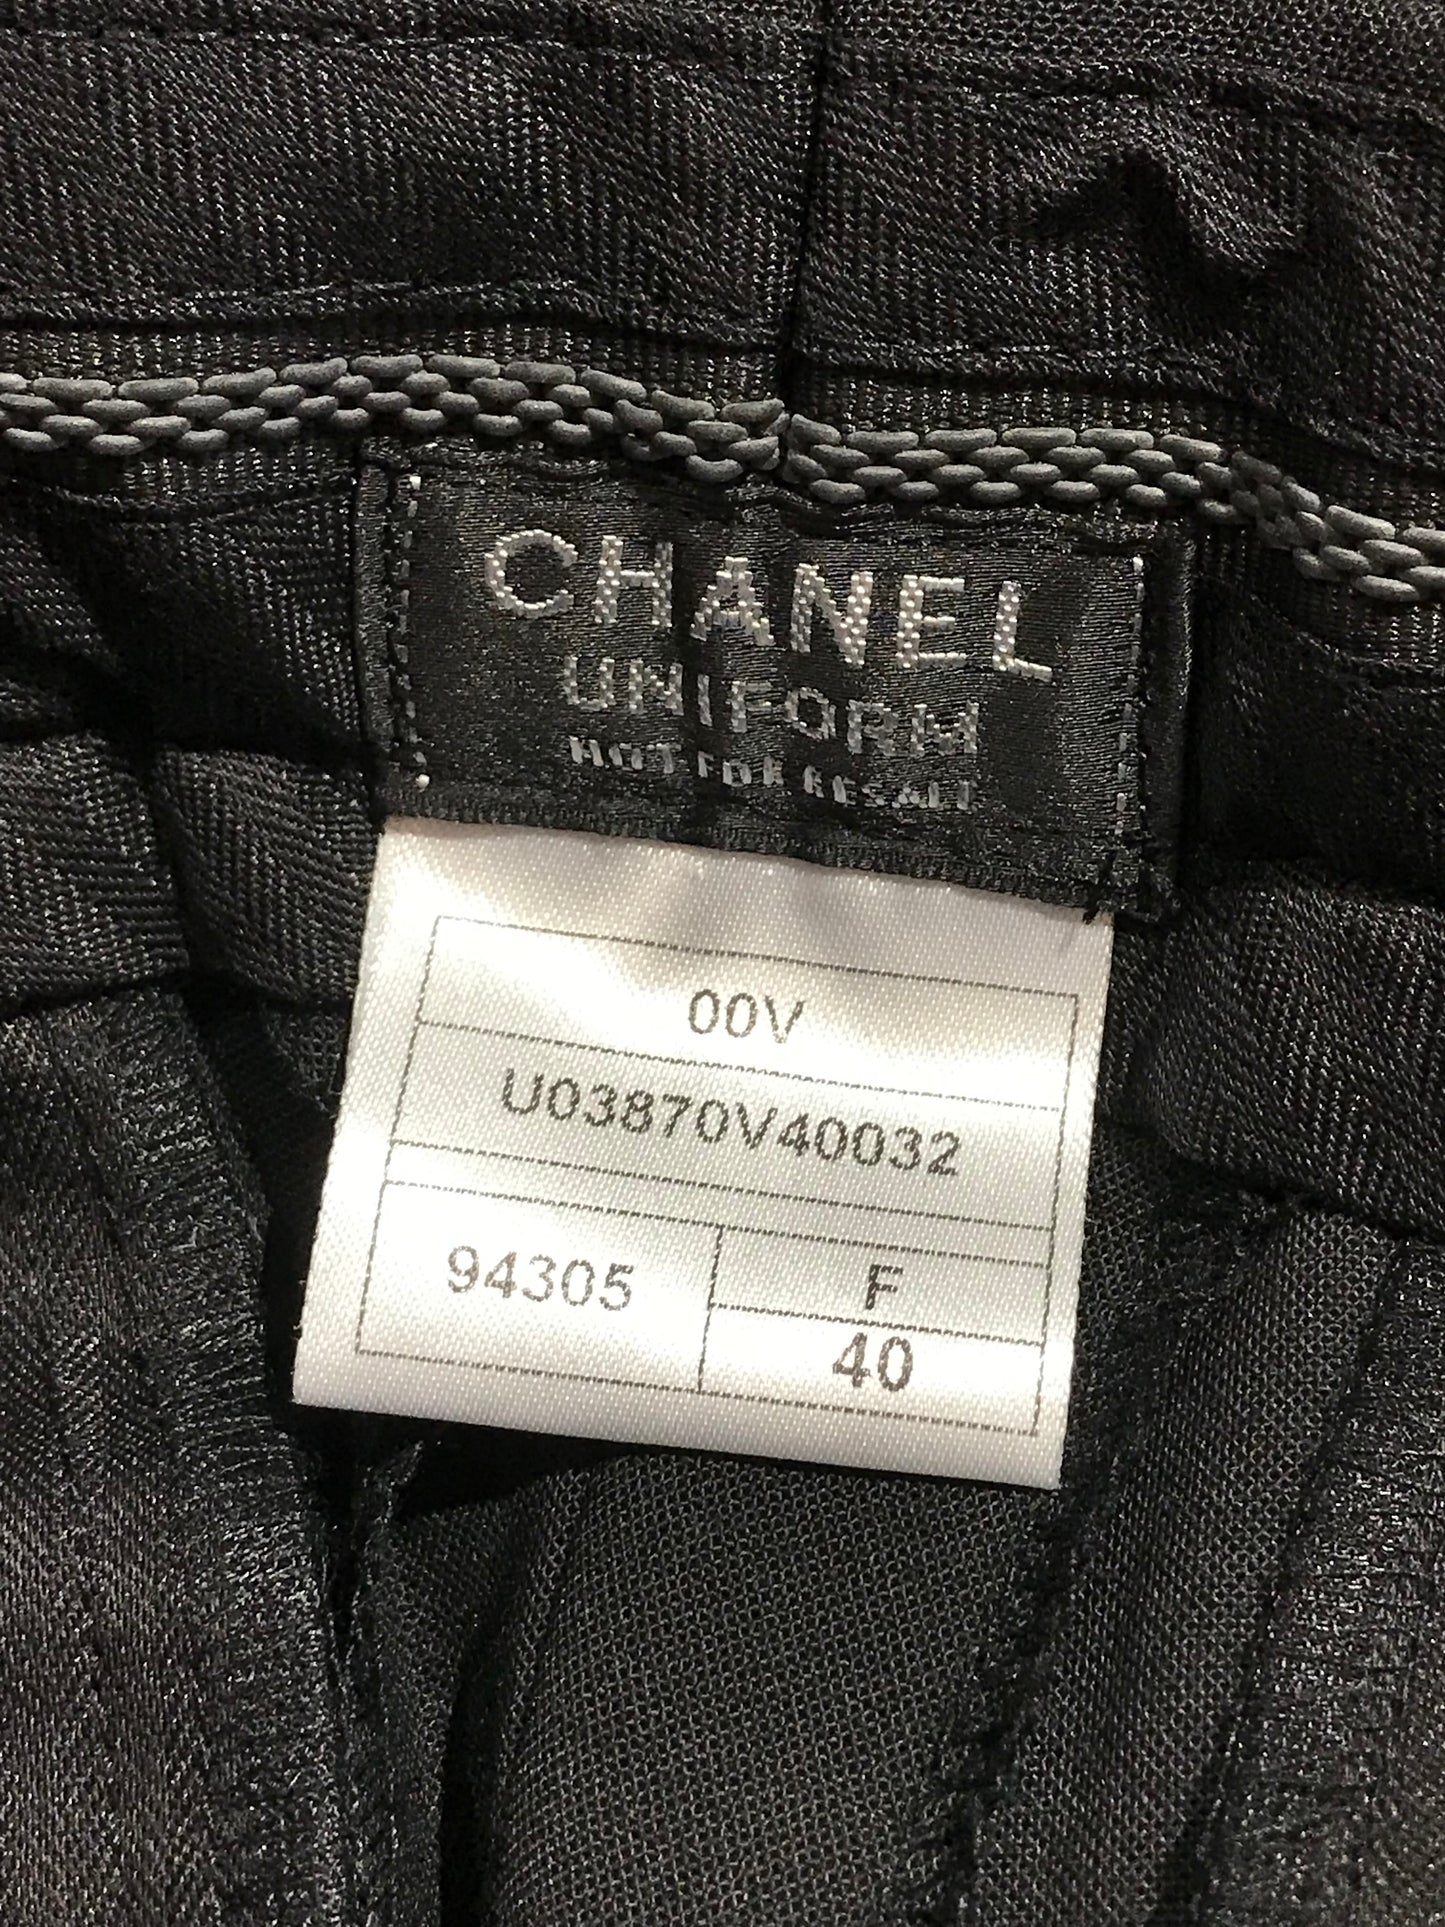 CHANEL
UNIFORM
NOT FOR RESALE
00V
U03870V40032
94305
F
40